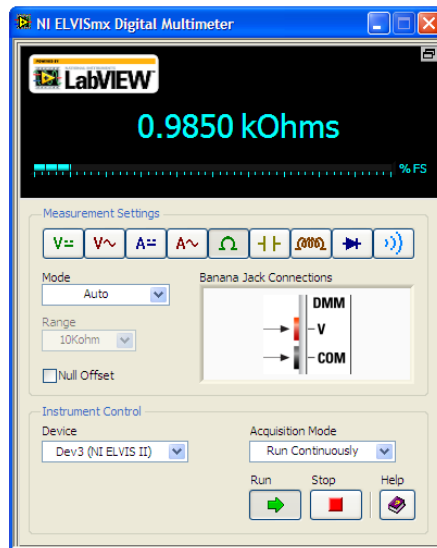 NI ELVISmx Digital Multimeter
LabVIEW
0.9850 kOhms
% FS
Measurement Settings
V
V
A
A
Ω
Mode
Banana Jack Connections
Auto
DMM
V
COM
Range
10Kohm
Null Offset
Instrument Control
Device
Acquisition Mode
Dev3 (NI ELVIS II)
Run Continuously
Run
Stop
Help